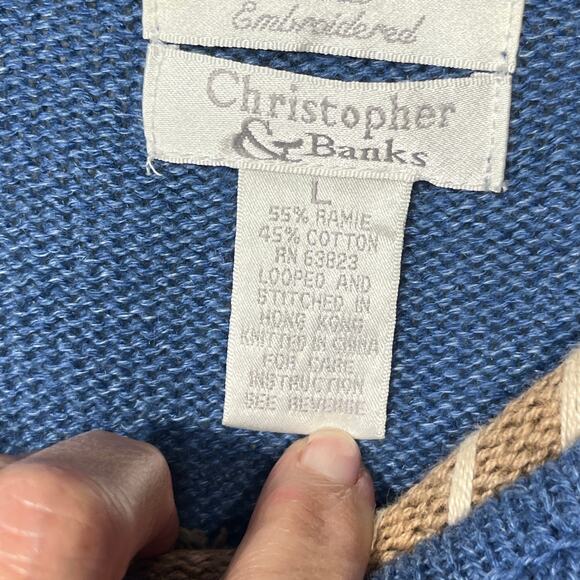 Embroidered
Christopher
& Banks
L
55% RAMIE
45% COTTON
RN 63823
LOOPED AND
STITCHED IN
HONG KONG
KNITTED IN CHINA
FOR CARE
INSTRUCTION
SEE REVERSE